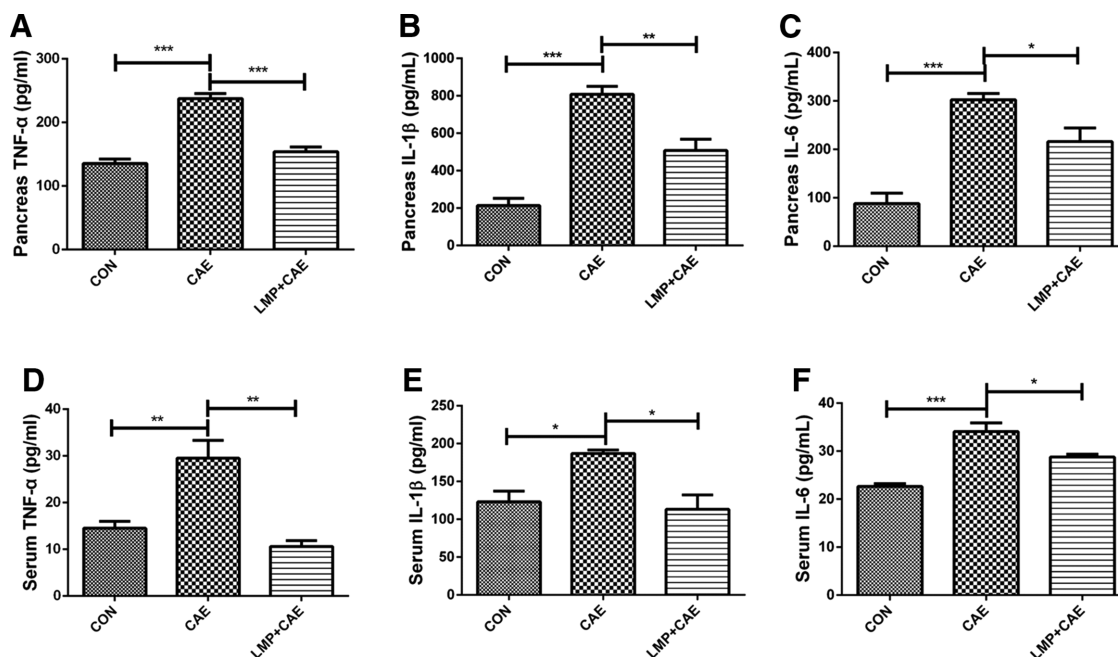 A
Pancreas TNF-α (pg/ml)
300
200
100
0
***
***
CON
CAE
LMP+CAE
B
Pancreas IL-1β (pg/mL)
1000
800
600
400
200
0
***
**
CON
CAE
LMP+CAE
C
Pancreas IL-6 (pg/mL)
400
300
200
100
0
***
*
CON
CAE
LMP+CAE
D
Serum TNF-α (pg/ml)
40
30
20
10
0
**
**
CON
CAE
LMP+CAE
E
Serum IL-1β (pg/ml)
250
200
150
100
50
0
*
*
CON
CAE
LMP+CAE
F
Serum IL-6 (pg/mL)
40
30
20
10
0
***
*
CON
CAE
LMP+CAE